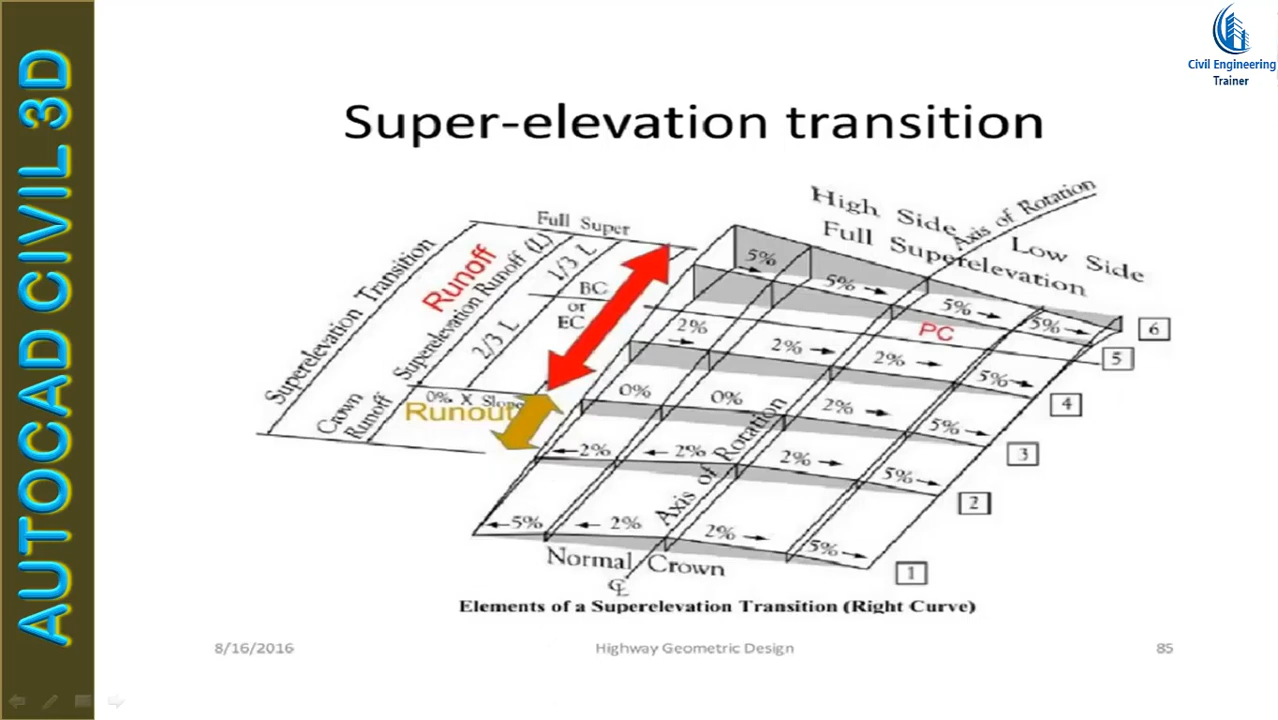 AUTOCAD CIVIL 3D
Civil Engineering
Trainer
Super-elevation transition
High Side
Axis of Rotation
Low Side
Full Superelevation
Full Super
Superelevation Transition
Runoff
Superelevation Runoff (L)
1/3 L
BC
or
EC
2/3 L
Crown
Runoff
0% X Slope
Runout
5%
5%
5%
5%
6
PC
5
2%
2%
2%
5%
4
0%
0%
2%
5%
3
2%
2%
2%
5%
2
Axis of Rotation
5%
2%
2%
5%
1
Normal Crown
CL
Elements of a Superelevation Transition (Right Curve)
8/16/2016
Highway Geometric Design
85